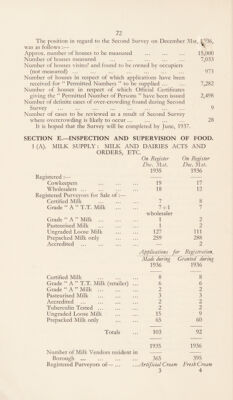 72
The position in regard to the Second Survey on December 31st, 1936,
was as follows :—
Approx. number of houses to be measured ... ... ... 15,000
Number of houses measured ... ... ... ... 7,033
Number of houses visited and found to be owned by occupiers
(not measured) ... ... ... ... ... 973
Number of houses in respect of which applications have been
received for " Permitted Numbers " to be supplied ... ... 7,282
Number of houses in respect of which Official Certificates
giving the " Permitted Number of Persons " have been issued 2,498
Number of definite cases of over-crowding found during Second
Survey ... ... ... ... ... ... 9
Number of cases to be reviewed as a result of Second Survey
where overcrowding is likely to occur ... ... ... 28
It is hoped that the Survey will be completed by June, 1937.
SECTION E.—INSPECTION AND SUPERVISION OF FOOD.
1 (A). MILK SUPPLY: MILK AND DAIRIES ACTS AND
ORDERS, ETC.
On Register On Register
Dec. 31st. Dec. 31st.
1935 1936
Registered :—
Cowkeepers ... ... ... 19 17
Wholesalers ... ... ... 18 12
Registered Purveyors for Sale of :—
Certified Milk ... ... ... 7 8
Grade " A " T.T. Milk ... ... 7+1 7
wholesaler
Grade " A " Milk ... ... ... 1 2
Pasteurised Milk ... ... ... 1 2
Ungraded Loose Milk ... ... 127 111
Prepacked Milk only ... ... 259 288
Accredited ... ... ... — 2
Applications for Registration.
Made during Granted during
1936 1936
Certified Milk ... ... ... 8 8
Grade " A " T.T. Milk (retailer) ... 6 6
Grade " A " Milk ... ... ... 2 2
Pasteurised Milk ... ... ... 3 3
Accredited ... ... ... 2 2
Tuberculin Tested ... ... 2 2
Ungraded Loose Milk ... ... 15 9
Prepacked Milk only ... ... 63 60
Totals ... 103 92
1935 1936
Number of Milk Vendors resident in
Borough ... ... ... ... 365 395
Registered Purveyors of— ... ... Artificial Cream Fresh Cream
3 4